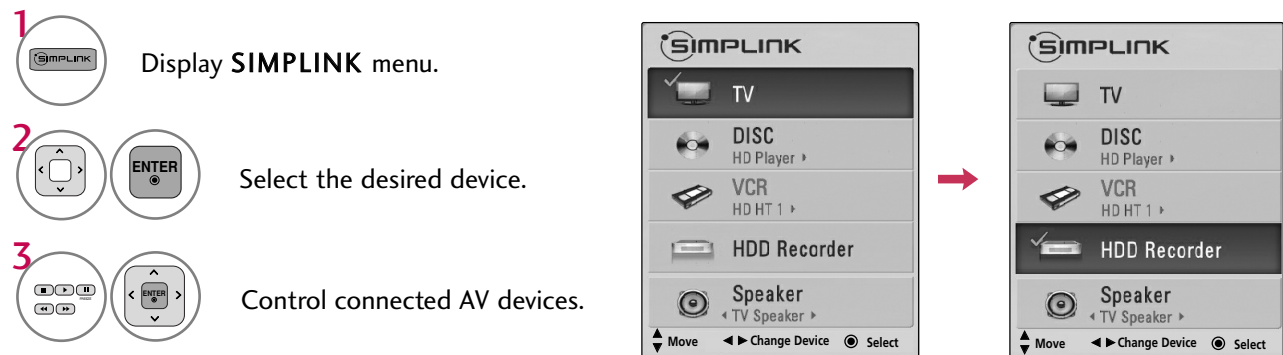 1
SIMPLINK
Display SIMPLINK menu.
2
ENTER
Select the desired device.
3
FREEZE
ENTER
Control connected AV devices.
SIMPLINK
TV
DISC
HD Player
VCR
HD HT 1
HDD Recorder
Speaker
TV Speaker
Move Change Device Select
SIMPLINK
TV
DISC
HD Player
VCR
HD HT 1
HDD Recorder
Speaker
TV Speaker
Move Change Device Select